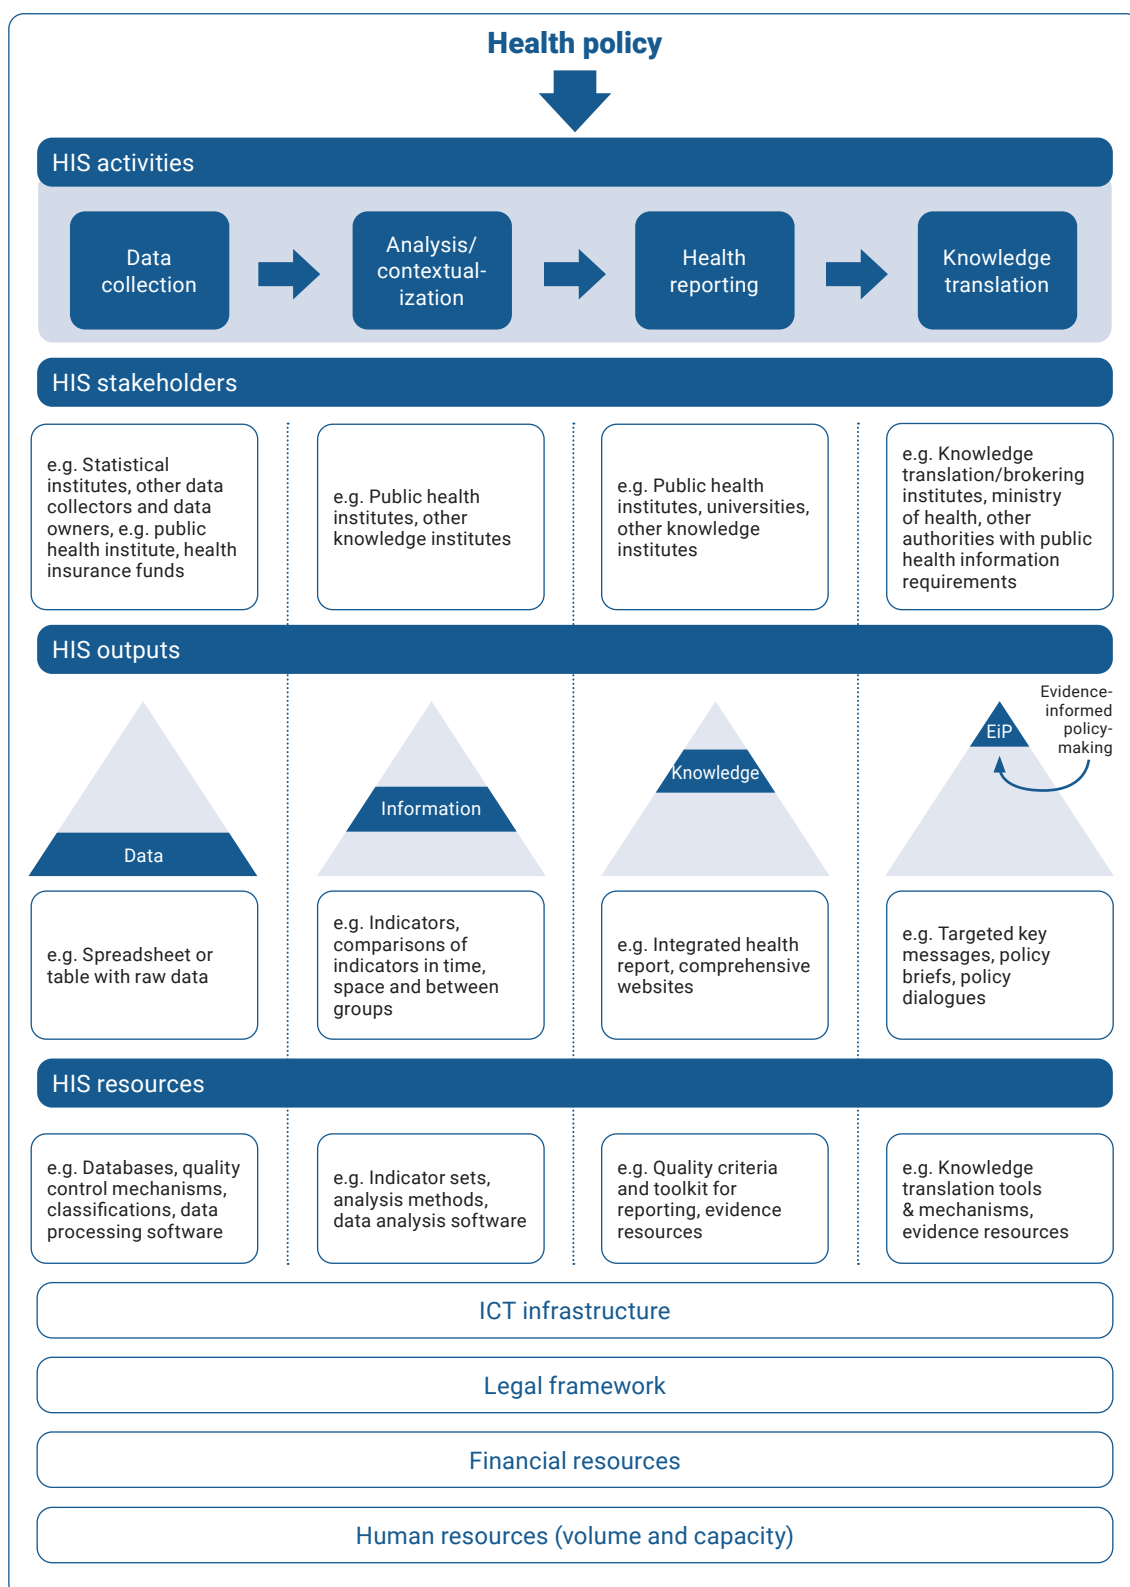 Health policy
HIS activities
Data
collection
Analysis/
contextual-
ization
Health
reporting
Knowledge
translation
HIS stakeholders
e.g. Statistical
institutes, other data
collectors and data
owners, e.g. public
health institute, health
insurance funds
e.g. Public health
institutes, other
knowledge institutes
e.g. Public health
institutes, universities,
other knowledge
institutes
e.g. Knowledge
translation/brokering
institutes, ministry
of health, other
authorities with public
health information
requirements
HIS outputs
Data
Information
Knowledge
EiP
Evidence-
informed
policy-
making
e.g. Spreadsheet or
table with raw data
e.g. Indicators,
comparisons of
indicators in time,
space and between
groups
e.g. Integrated health
report, comprehensive
websites
e.g. Targeted key
messages, policy
briefs, policy
dialogues
HIS resources
e.g. Databases, quality
control mechanisms,
classifications, data
processing software
e.g. Indicator sets,
analysis methods,
data analysis software
e.g. Quality criteria
and toolkit for
reporting, evidence
resources
e.g. Knowledge
translation tools
& mechanisms,
evidence resources
ICT infrastructure
Legal framework
Financial resources
Human resources (volume and capacity)